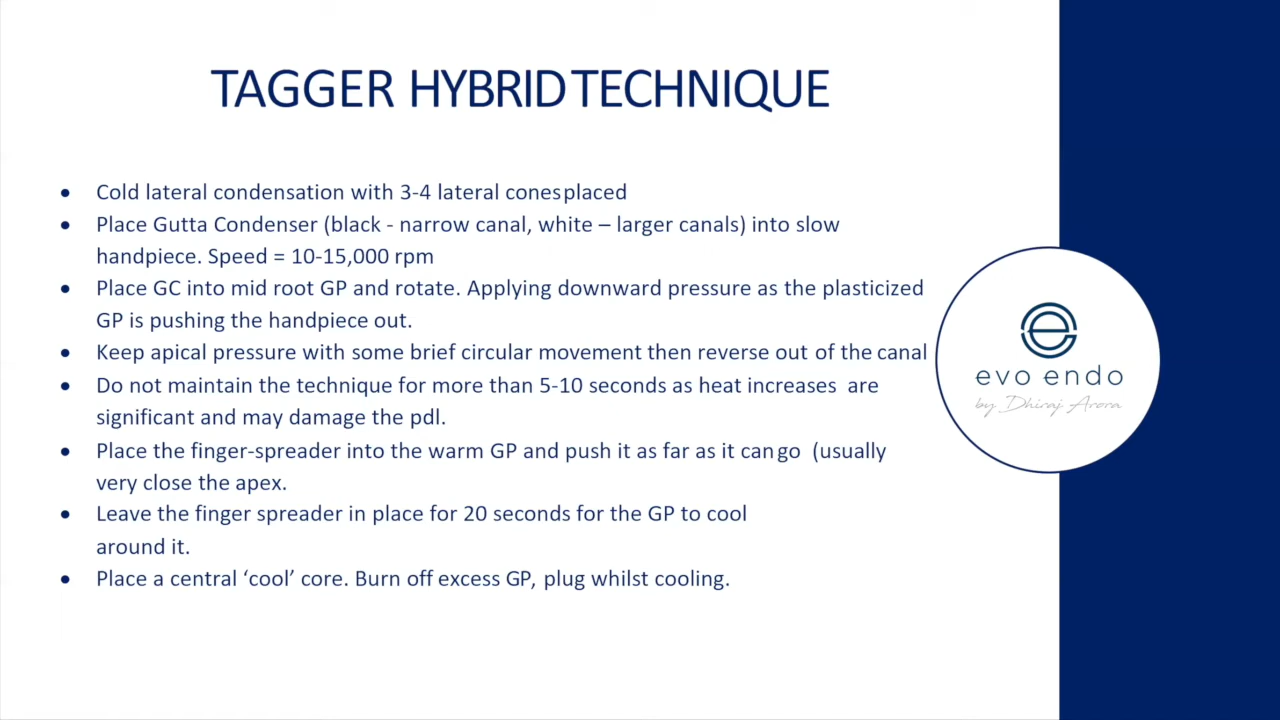 TAGGER HYBRID TECHNIQUE
• Cold lateral condensation with 3-4 lateral cones placed
• Place Gutta Condenser (black - narrow canal, white – larger canals) into slow
handpiece. Speed = 10-15,000 rpm
• Place GC into mid root GP and rotate. Applying downward pressure as the plasticized
GP is pushing the handpiece out.
• Keep apical pressure with some brief circular movement then reverse out of the canal
• Do not maintain the technique for more than 5-10 seconds as heat increases are
significant and may damage the pdl.
• Place the finger-spreader into the warm GP and push it as far as it can go (usually
very close the apex.
• Leave the finger spreader in place for 20 seconds for the GP to cool
around it.
• Place a central ‘cool’ core. Burn off excess GP, plug whilst cooling.
evo endo
by Dhiraj Arora